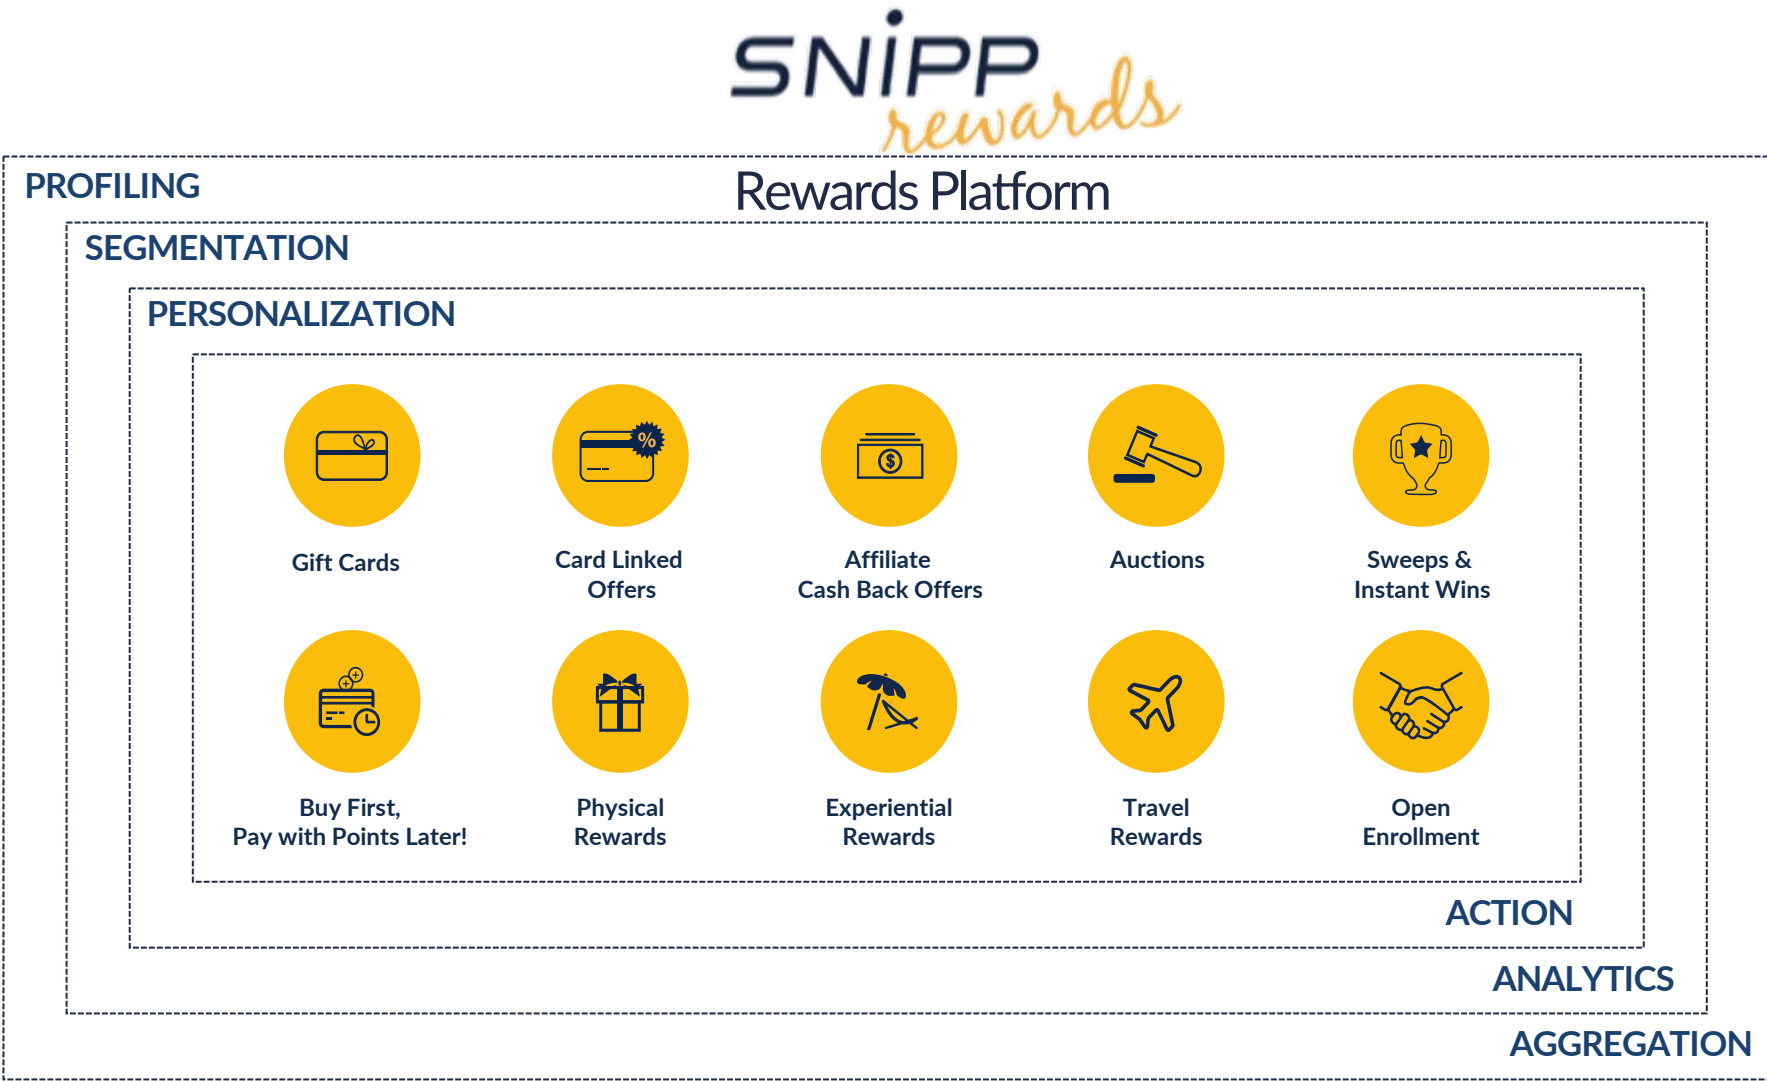 SNiPP
rewards
Rewards Platform
PROFILING
SEGMENTATION
PERSONALIZATION
%
$
Gift Cards
Card Linked
Offers
Affiliate
Cash Back Offers
Auctions
Sweeps &
Instant Wins
Buy First,
Pay with Points Later!
Physical
Rewards
Experiential
Rewards
Travel
Rewards
Open
Enrollment
ACTION
ANALYTICS
AGGREGATION